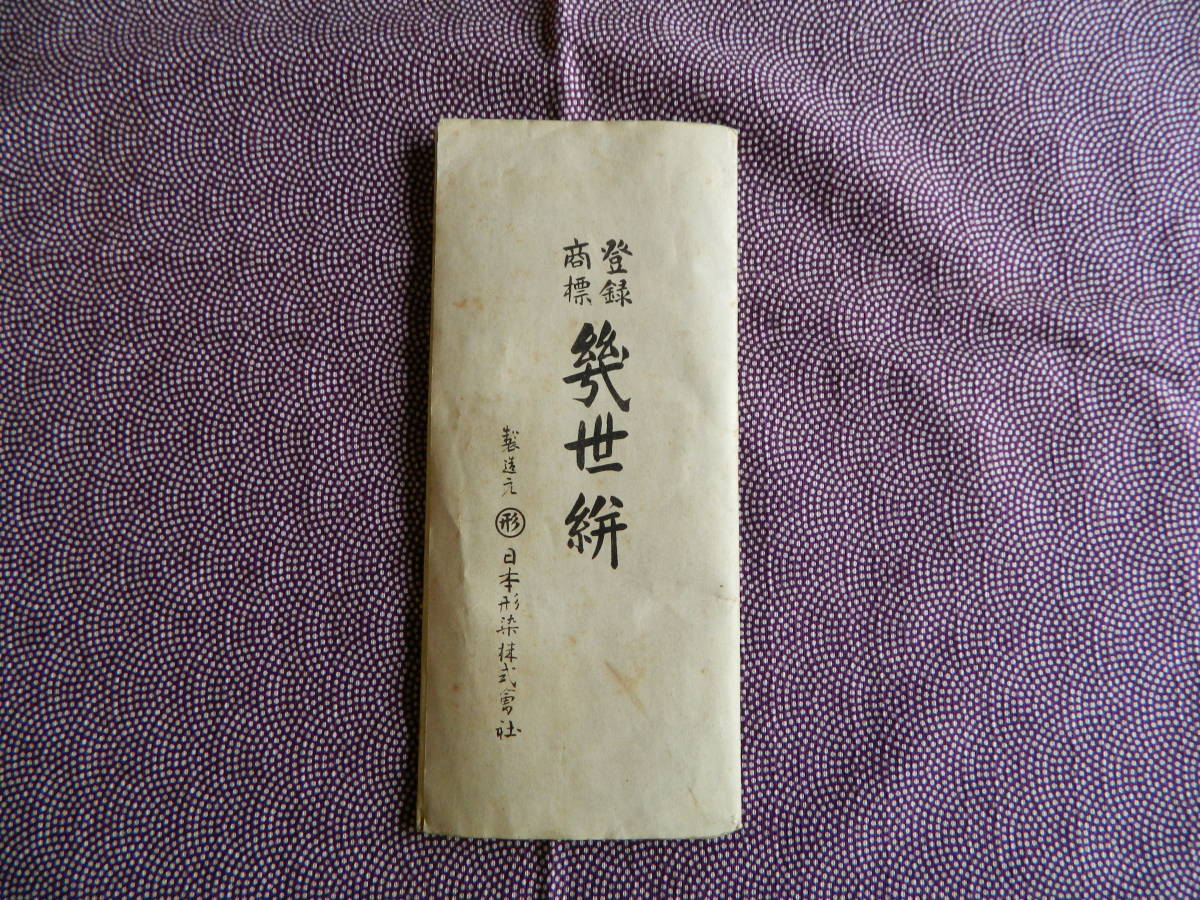 登録
商標
幾世絣
製造元 形 日本形染株式會社